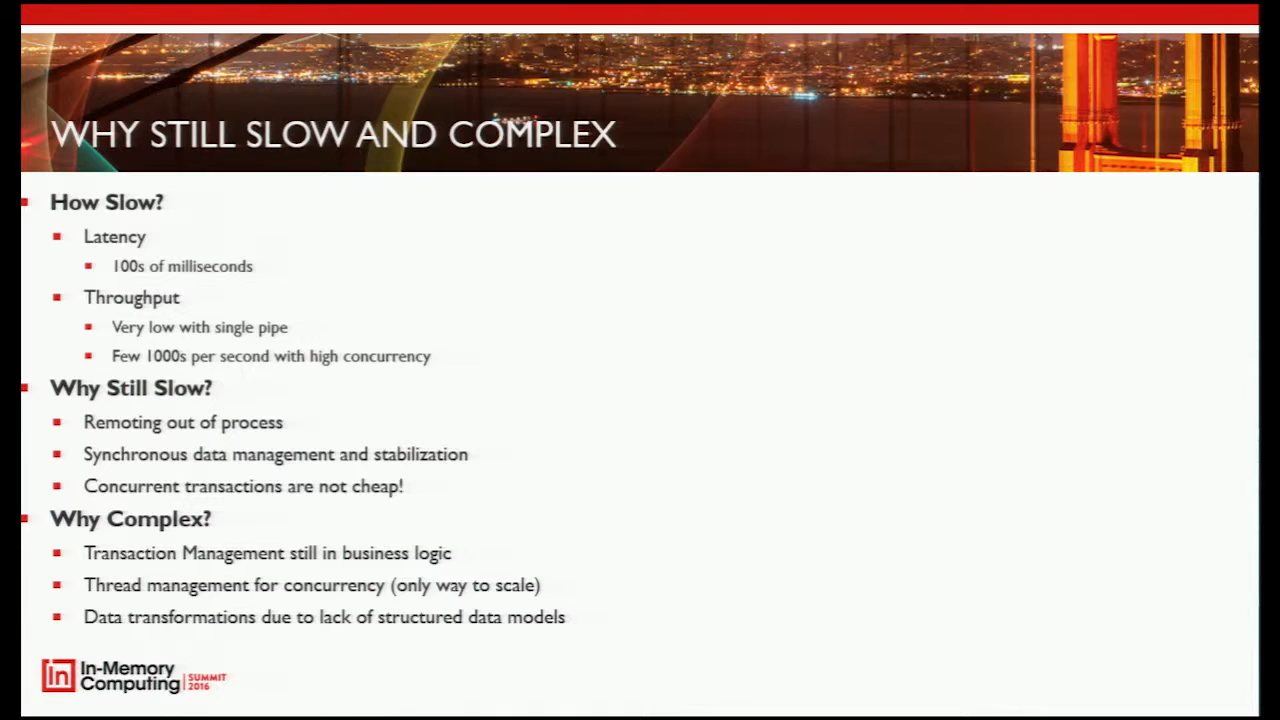 WHY STILL SLOW AND COMPLEX
How Slow?
Latency
100s of milliseconds
Throughput
Very low with single pipe
Few 1000s per second with high concurrency
Why Still Slow?
Remoting out of process
Synchronous data management and stabilization
Concurrent transactions are not cheap!
Why Complex?
Transaction Management still in business logic
Thread management for concurrency (only way to scale)
Data transformations due to lack of structured data models
In
In-Memory
Computing
SUMMIT
2016